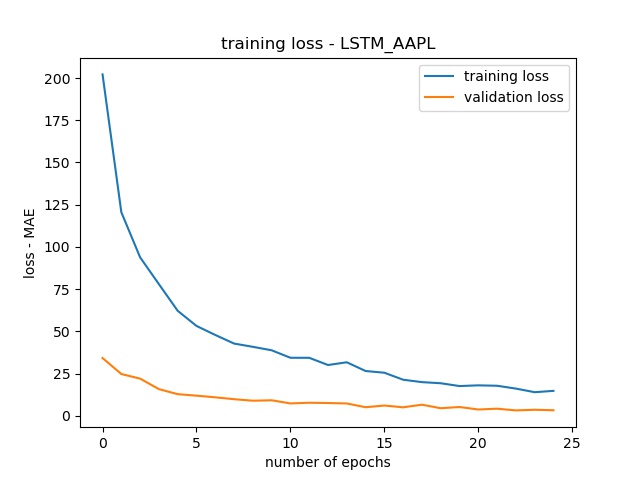 training loss - LSTM_AAPL
training loss
validation loss
200
175
150
125
100
75
50
25
0
loss - MAE
0 5 10 15 20 25
number of epochs